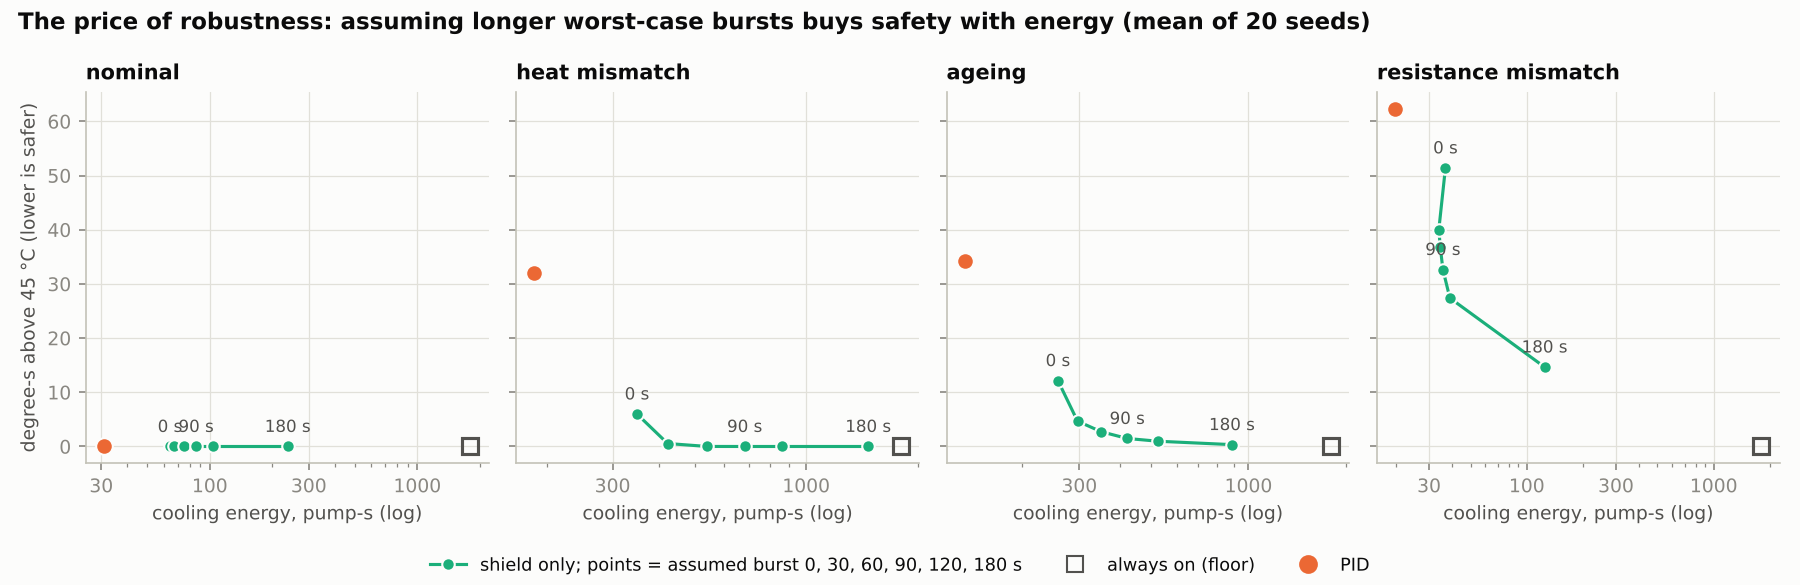 The price of robustness: assuming longer worst-case bursts buys safety with energy (mean of 20 seeds)
nominal
heat mismatch
ageing
resistance mismatch
degree-s above 45 °C (lower is safer)
60
50
40
30
20
10
0
0 s
90 s
180 s
30
100
300
1000
cooling energy, pump-s (log)
0 s
90 s
180 s
300
1000
cooling energy, pump-s (log)
0 s
90 s
180 s
300
1000
cooling energy, pump-s (log)
0 s
90 s
180 s
30
100
300
1000
cooling energy, pump-s (log)
shield only; points = assumed burst 0, 30, 60, 90, 120, 180 s
always on (floor)
PID